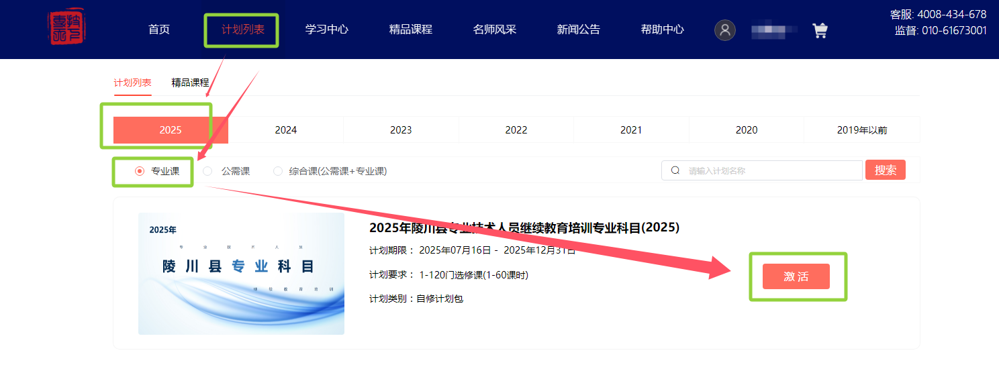 首页
计划列表
学习中心
精品课程
名师风采
新闻公告
帮助中心
客服: 4008-434-678
监督: 010-61673001
计划列表
精品课程
2025
2024
2023
2022
2021
2020
2019年以前
专业课
公需课
综合课(公需课+专业课)
请输入计划名称
搜索
2025年
专业技术人员
陵川县专业科目
继续教育培训
2025年陵川县专业技术人员继续教育培训专业科目(2025)
计划期限： 2025年07月16日 - 2025年12月31日
计划要求： 1-120门选修课(1-60课时)
计划类别：自修计划包
激 活